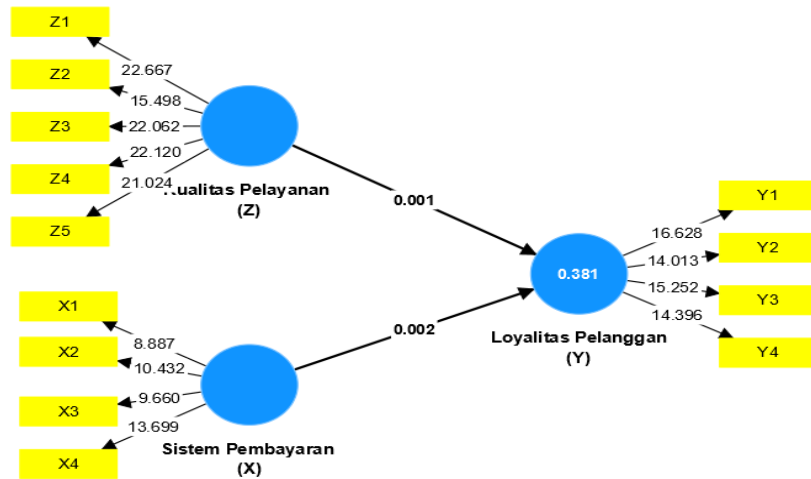 Z1
22.667
Z2
15.498
Z3
22.062
Z4
22.120
Z5
21.024
Kualitas Pelayanan
(Z)
0.001
X1
8.887
X2
10.432
X3
9.660
X4
13.699
Sistem Pembayaran
(X)
0.002
0.381
Loyalitas Pelanggan
(Y)
Y1
16.628
Y2
14.013
Y3
15.252
Y4
14.396